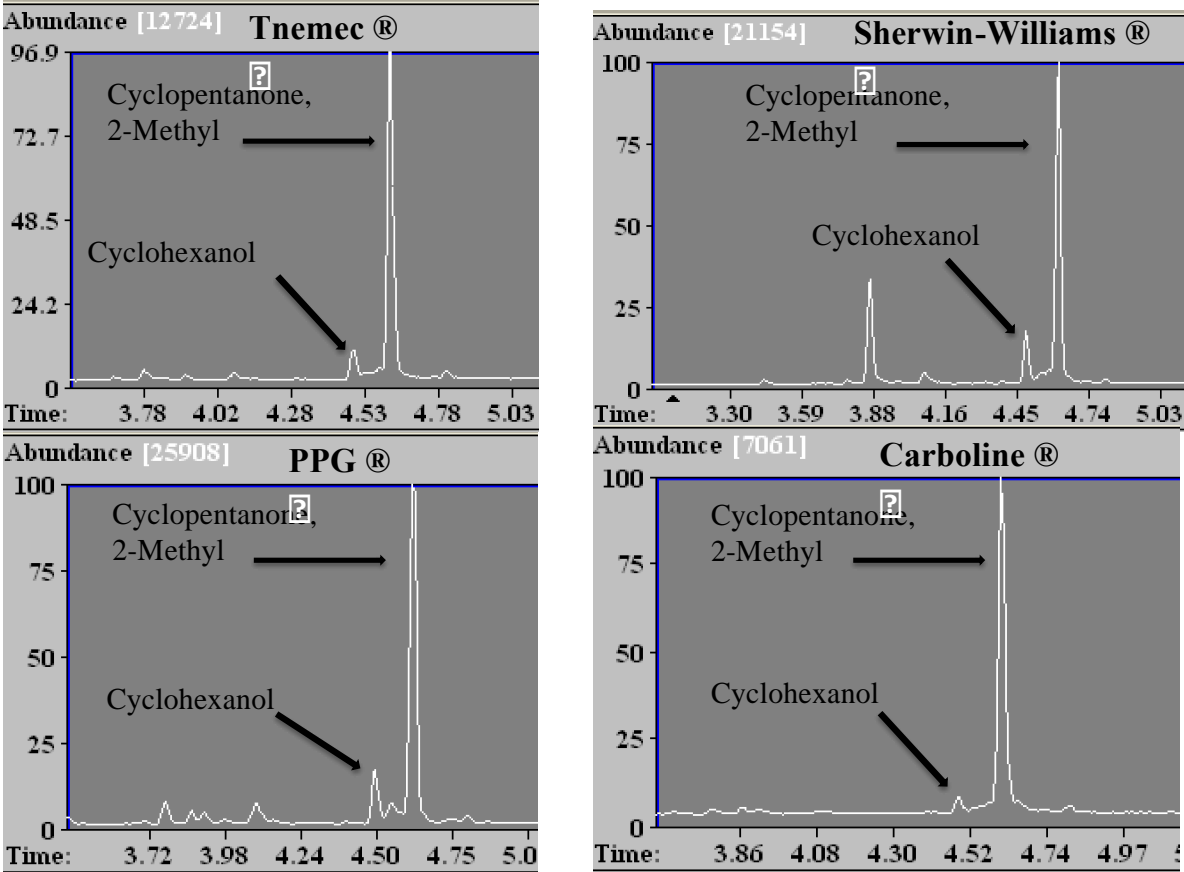 Abundance [12724] Tnemec ®
96.9
?
Cyclopentanone,
2-Methyl
72.7
48.5
Cyclohexanol
24.2
0
Time: 3.78 4.02 4.28 4.53 4.78 5.03
Abundance [21154] Sherwin-Williams ®
100
?
Cyclopentanone,
2-Methyl
75
50
Cyclohexanol
25
0
Time: 3.30 3.59 3.88 4.16 4.45 4.74 5.03
Abundance [25908] PPG ®
100
?
Cyclopentanone,
2-Methyl
75
50
Cyclohexanol
25
0
Time: 3.72 3.98 4.24 4.50 4.75 5.0
Abundance [7061] Carboline ®
100
?
Cyclopentanone,
2-Methyl
75
50
Cyclohexanol
25
0
Time: 3.86 4.08 4.30 4.52 4.74 4.97